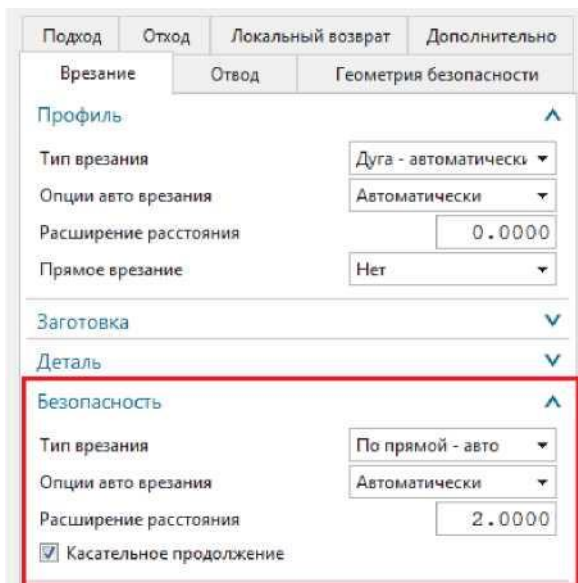 Подход Отход Локальный возврат Дополнительно
Врезание Отвод Геометрия безопасности
Профиль
Тип врезания Дуга - автоматически
Опции авто врезания Автоматически
Расширение расстояния 0.0000
Прямое врезание Нет
Заготовка
Деталь
Безопасность
Тип врезания По прямой - авто
Опции авто врезания Автоматически
Расширение расстояния 2.0000
Касательное продолжение